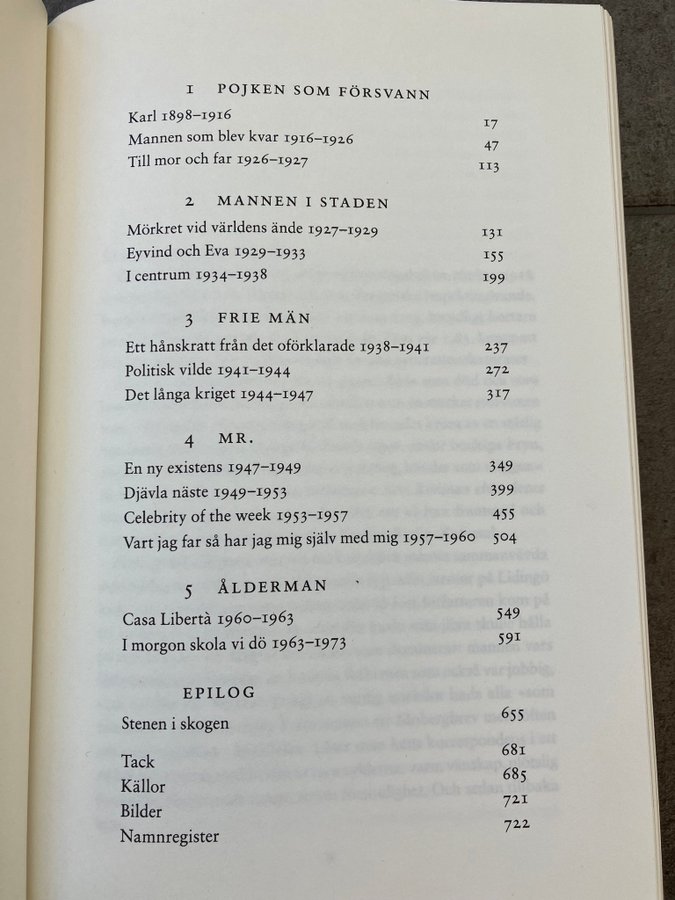 1 POJKEN SOM FÖRSVANN
Karl 1898–1916 17
Mannen som blev kvar 1916–1926 47
Till mor och far 1926–1927 113
2 MANNEN I STADEN
Mörkret vid världens ände 1927–1929 131
Eyvind och Eva 1929–1933 155
I centrum 1934–1938 199
3 FRIE MÄN
Ett hånskratt från det oförklarade 1938–1941 237
Politisk vilde 1941–1944 272
Det långa kriget 1944–1947 317
4 MR.
En ny existens 1947–1949 349
Djävla näste 1949–1953 399
Celebrity of the week 1953–1957 455
Vart jag far så har jag mig själv med mig 1957–1960 504
5 ÅLDERMAN
Casa Libertà 1960–1963 549
I morgon skola vi dö 1963–1973 591
EPILOG
Stenen i skogen 655
Tack 681
Källor 685
Bilder 721
Namnregister 722